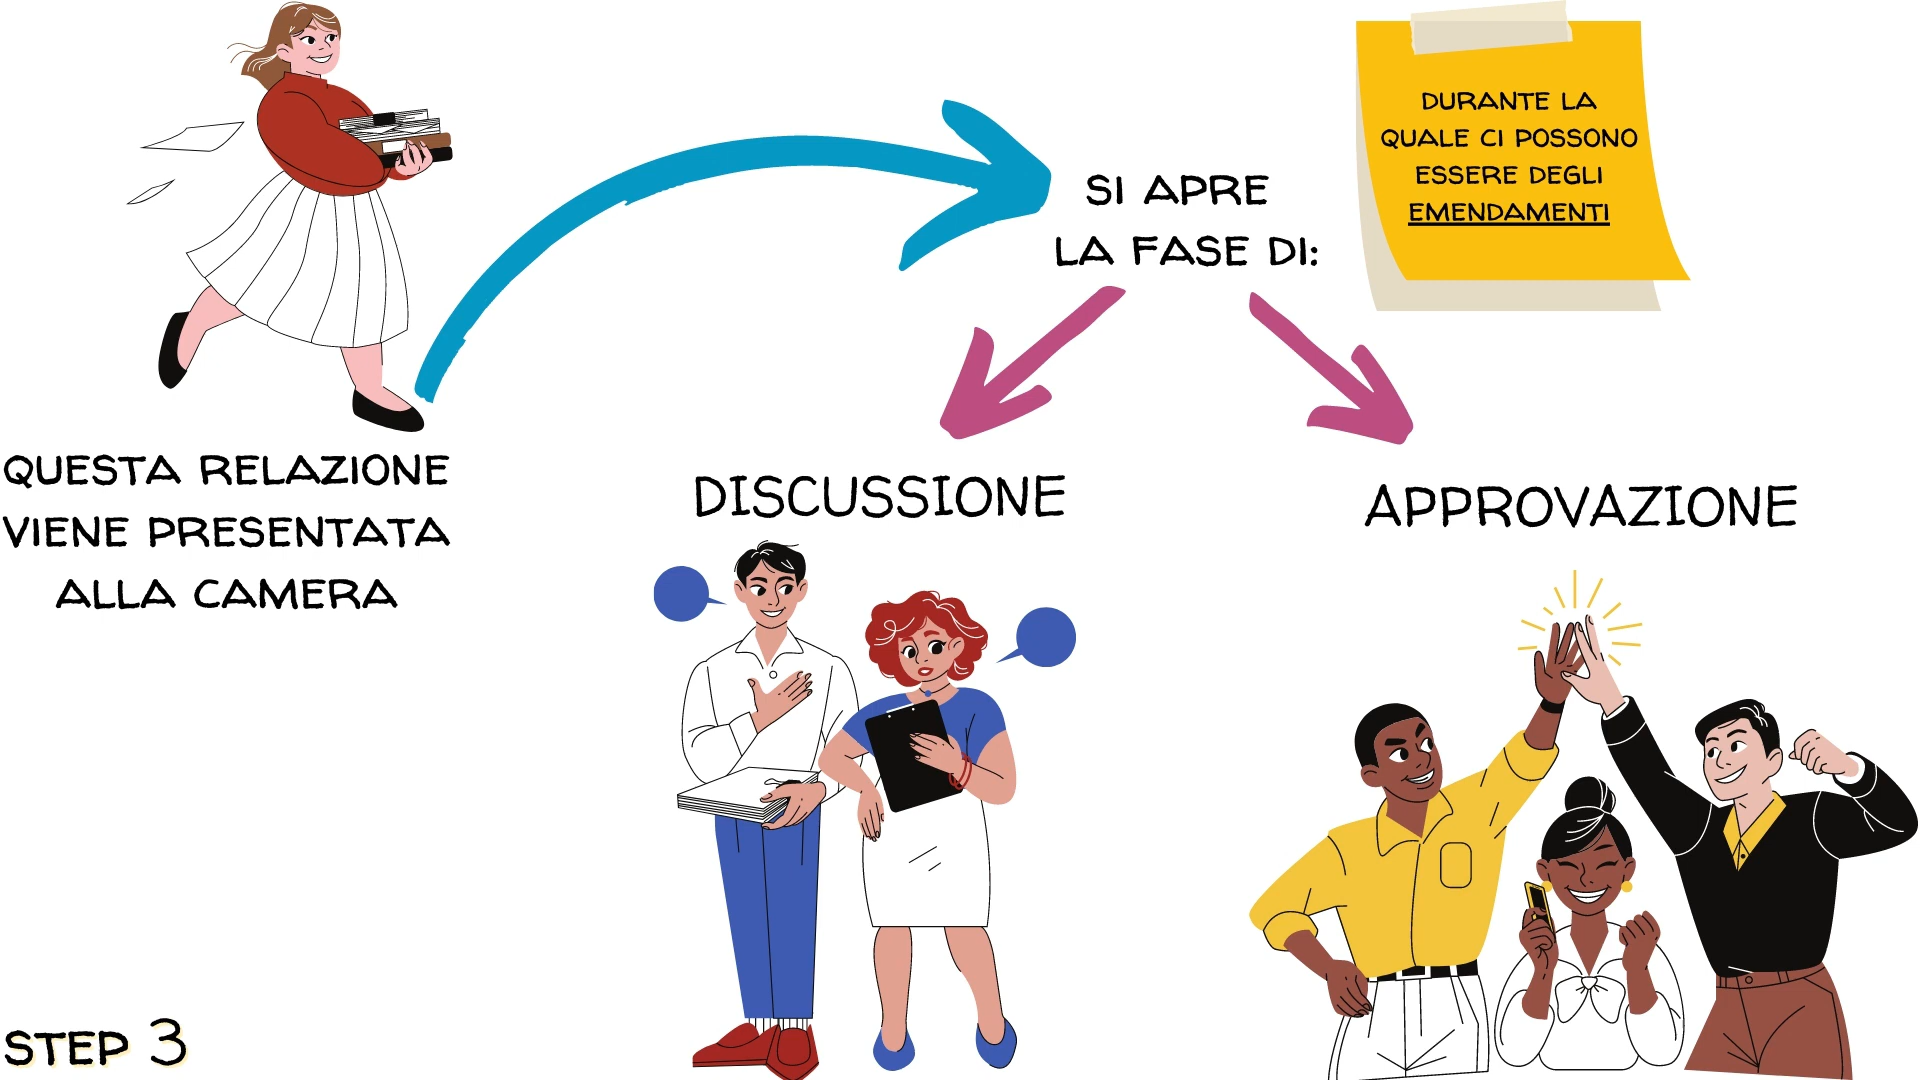 QUESTA RELAZIONE
VIENE PRESENTATA
ALLA CAMERA
SI APRE
LA FASE DI:
DURANTE LA
QUALE CI POSSONO
ESSERE DEGLI
EMENDAMENTI
DISCUSSIONE
APPROVAZIONE
STEP 3